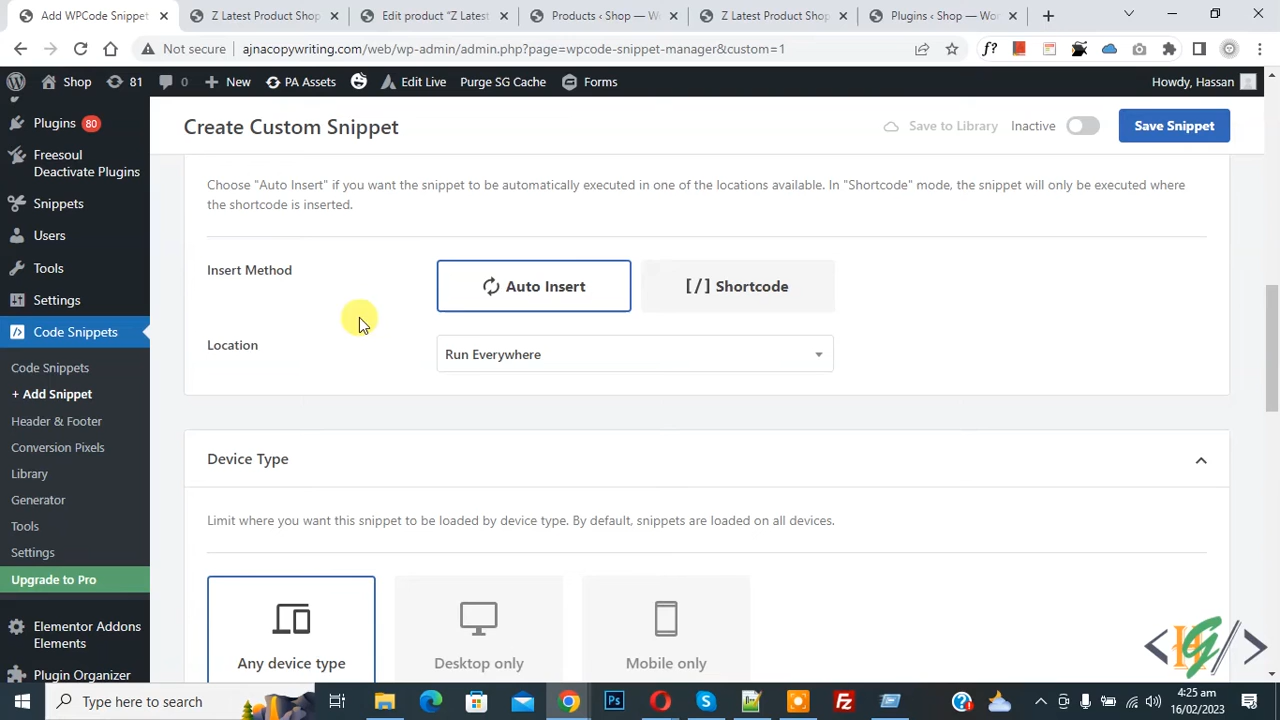 Add WPCode Snippet
Z Latest Product Shop
Edit product "Z Latest
Products ‹ Shop — Wo
Z Latest Product Shop
Plugins ‹ Shop — Wor
Not secure
ajnacopywriting.com/web/wp-admin/admin.php?page=wpcode-snippet-manager&custom=1
f?
Shop
81
0
New
PA Assets
Edit Live
Purge SG Cache
Forms
Howdy, Hassan
Plugins 80
Freesoul
Deactivate Plugins
Snippets
Users
Tools
Settings
Code Snippets
Code Snippets
+ Add Snippet
Header & Footer
Conversion Pixels
Library
Generator
Tools
Settings
Upgrade to Pro
Elementor Addons
Elements
Plugin Organizer
Create Custom Snippet
Save to Library
Inactive
Save Snippet
Choose "Auto Insert" if you want the snippet to be automatically executed in one of the locations available. In "Shortcode" mode, the snippet will only be executed where
the shortcode is inserted.
Insert Method
Auto Insert
[/] Shortcode
Location
Run Everywhere
Device Type
Limit where you want this snippet to be loaded by device type. By default, snippets are loaded on all devices.
Any device type
Desktop only
Mobile only
Type here to search
Ps
4:25 am
16/02/2023